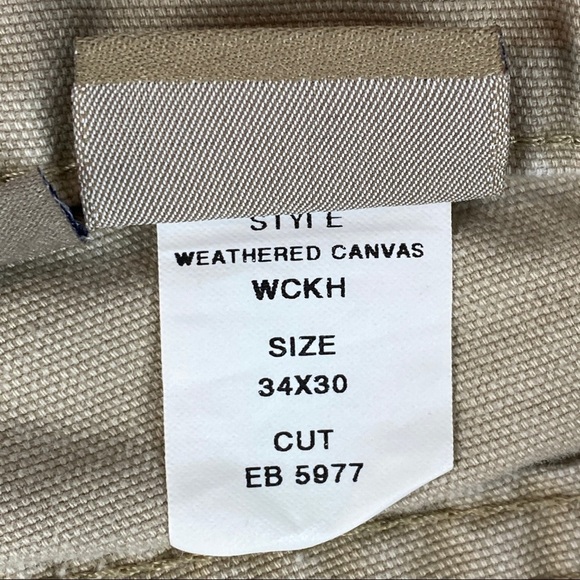 STYLE
WEATHERED CANVAS
WCKH
SIZE
34X30
CUT
EB 5977